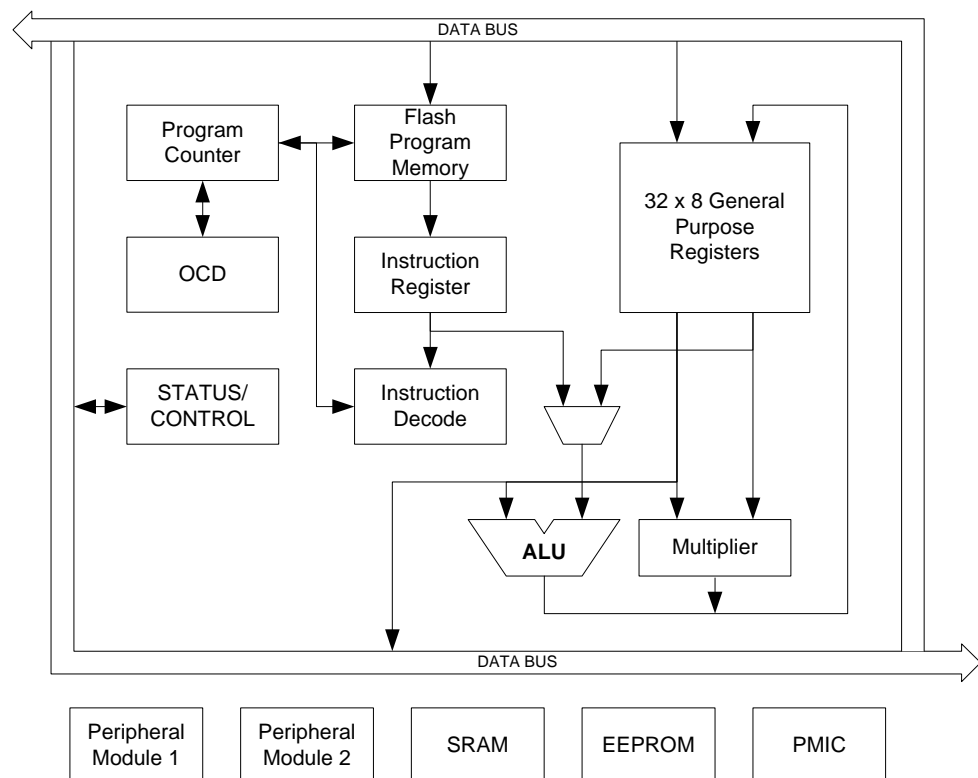 DATA BUS
Program
Counter
Flash
Program
Memory
32 x 8 General
Purpose
Registers
OCD
Instruction
Register
STATUS/
CONTROL
Instruction
Decode
ALU
Multiplier
DATA BUS
Peripheral
Module 1
Peripheral
Module 2
SRAM
EEPROM
PMIC